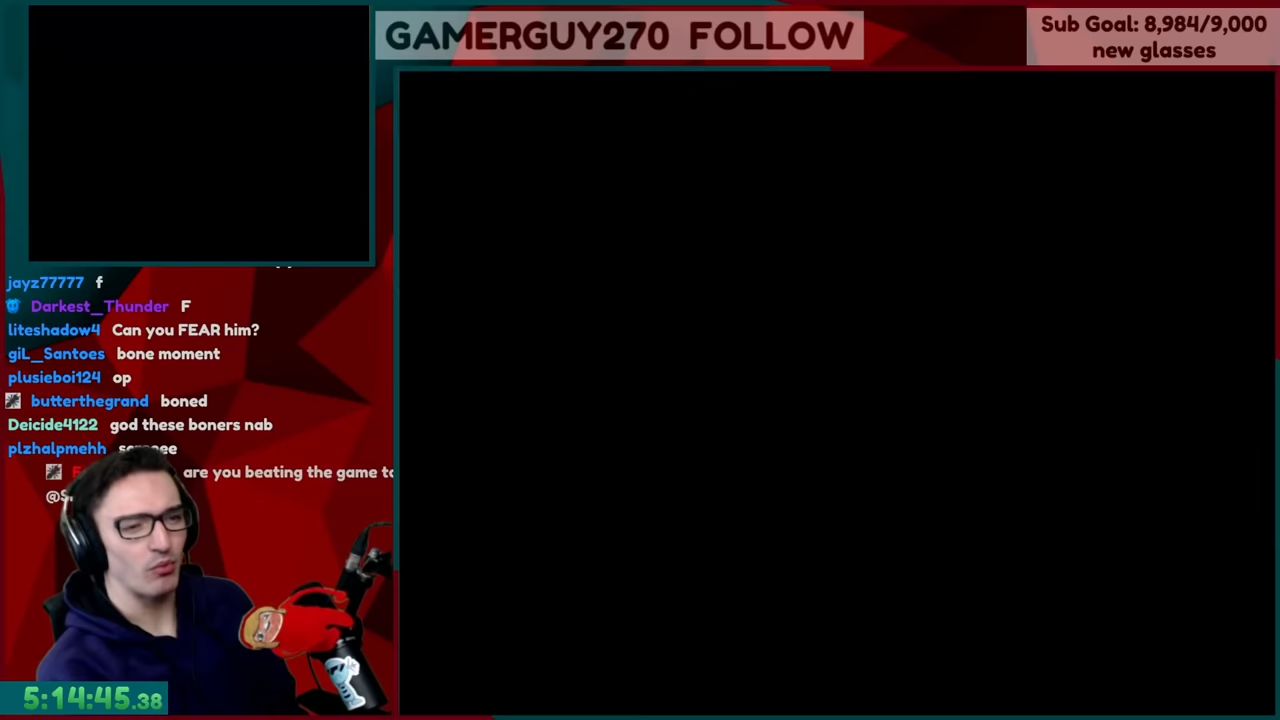 GAMERGUY270 FOLLOW
Sub Goal: 8,984/9,000
new glasses
jayz77777 f
Darkest_Thunder F
liteshadow4 Can you FEAR him?
giL_Santoes bone moment
plusieboi124 op
butterthegrand boned
Deicide4122 god these boners nab
plzhalpmehh
are you beating the game
5:14:45.38